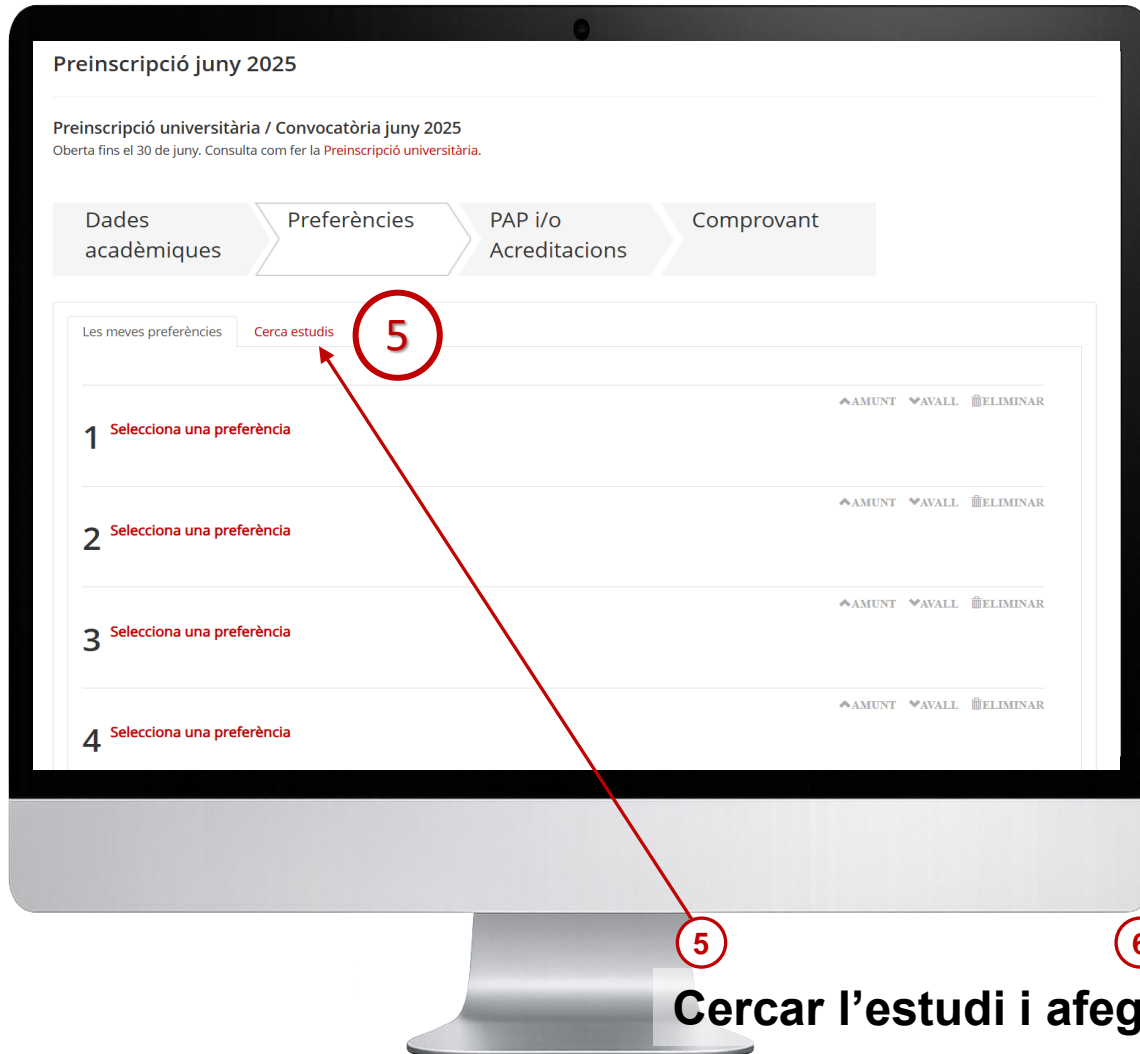 Preinscripció juny 2025
Preinscripció universitària / Convocatòria juny 2025
Oberta fins el 30 de juny. Consulta com fer la Preinscripció universitària.
Dades
acadèmiques
Preferències
PAP i/o
Acreditacions
Comprovant
Les meves preferències
Cerca estudis
5
AMUNT AVALL ELIMINAR
1 Selecciona una preferència
AMUNT AVALL ELIMINAR
2 Selecciona una preferència
AMUNT AVALL ELIMINAR
3 Selecciona una preferència
AMUNT AVALL ELIMINAR
4 Selecciona una preferència
5
Cercar l’estudi i